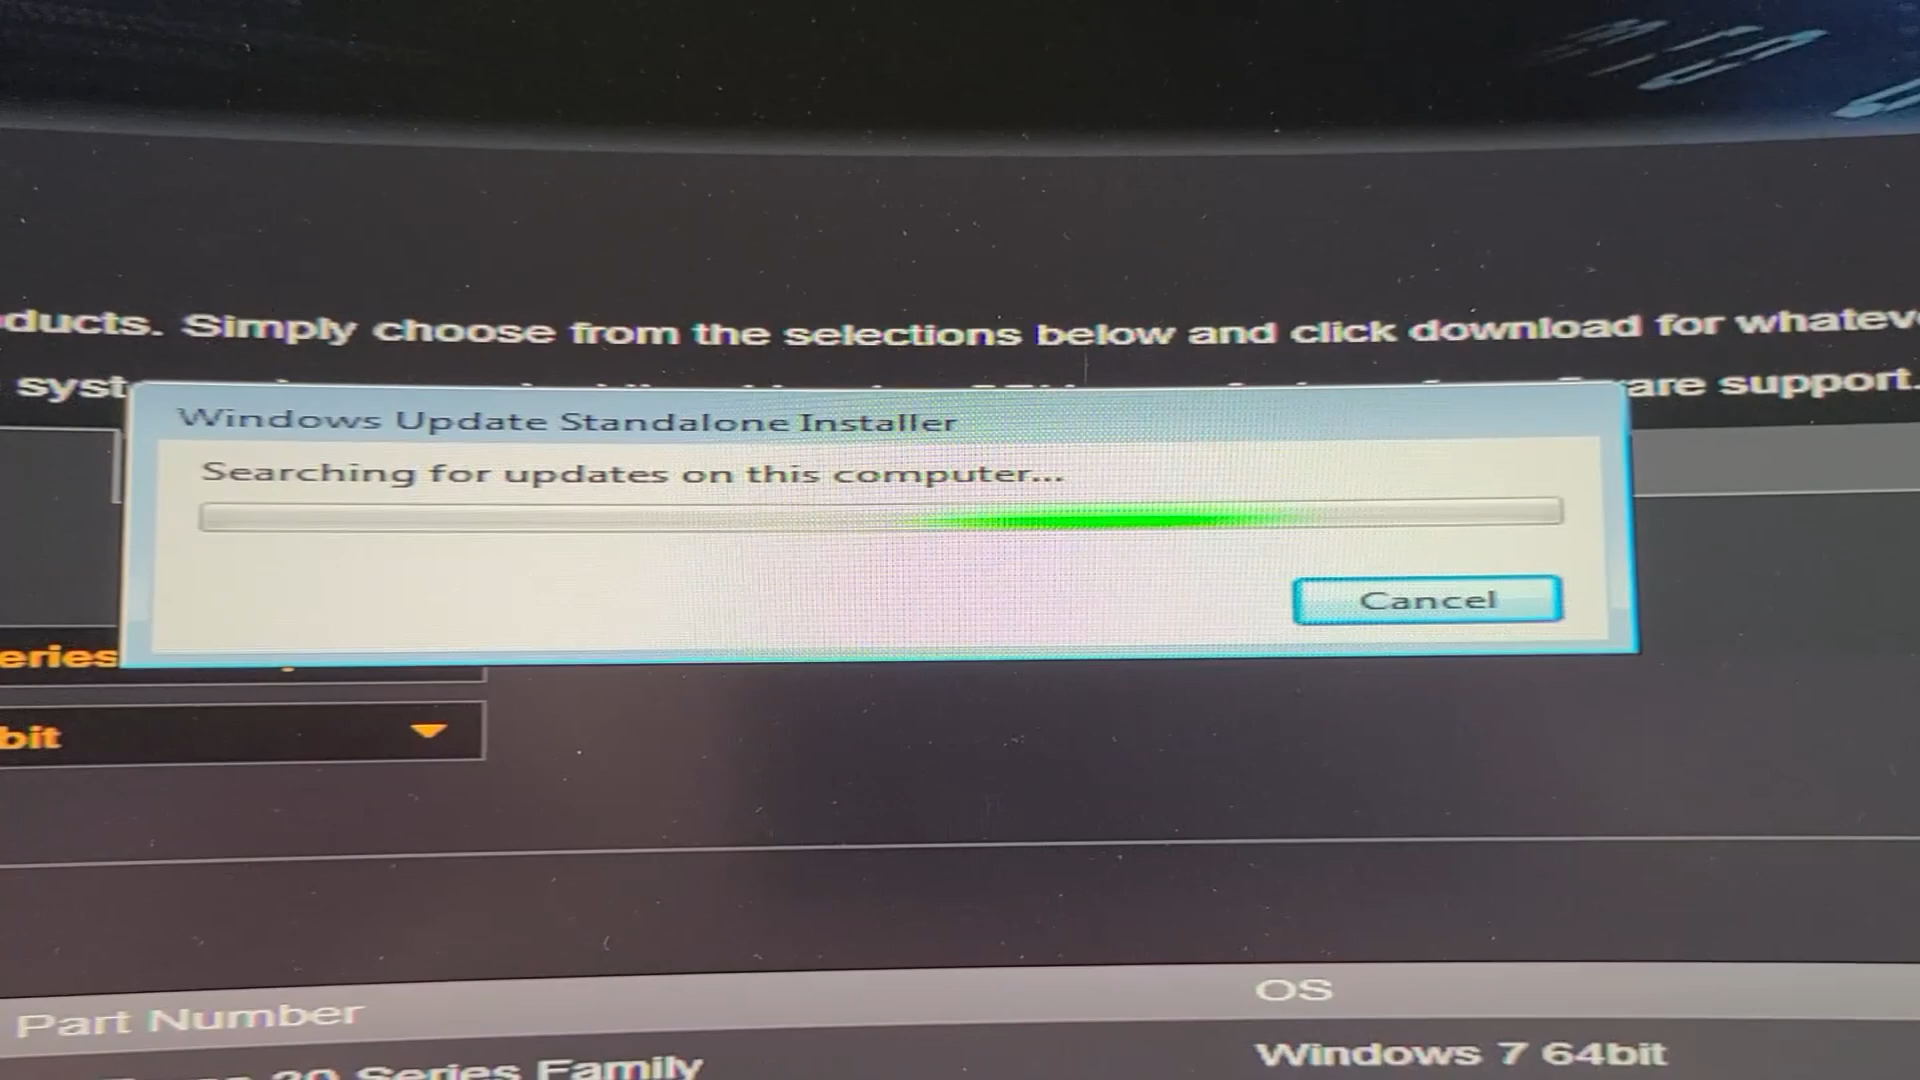 ducts. Simply choose from the selections below and click download for whatev
are support.
Windows Update Standalone Installer
Searching for updates on this computer...
Cancel
eries
bit
Part Number
OS
20 Series Family
Windows 7 64bit